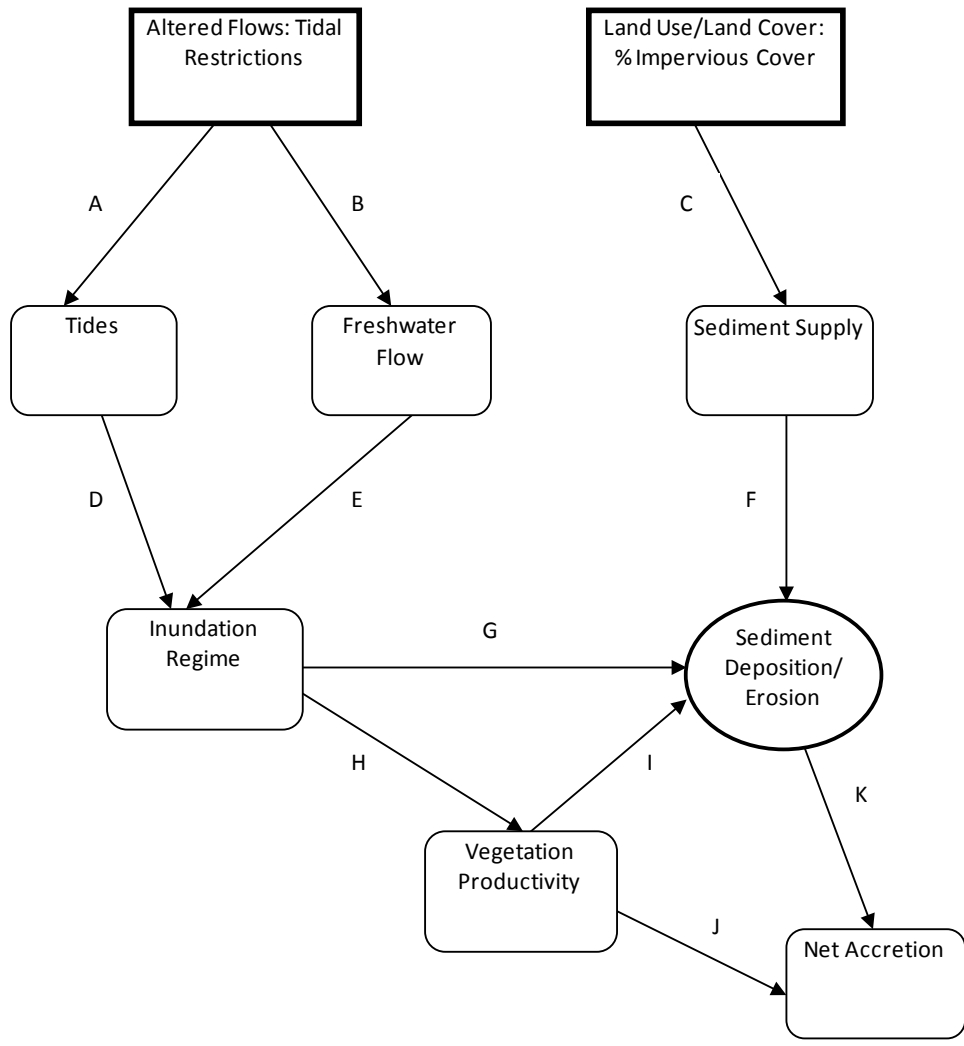 Altered Flows: Tidal
Restrictions
Land Use/Land Cover:
% Impervious Cover
A
B
C
Tides
Freshwater
Flow
Sediment Supply
D
E
F
Inundation
Regime
G
Sediment
Deposition/
Erosion
H
I
K
Vegetation
Productivity
J
Net Accretion